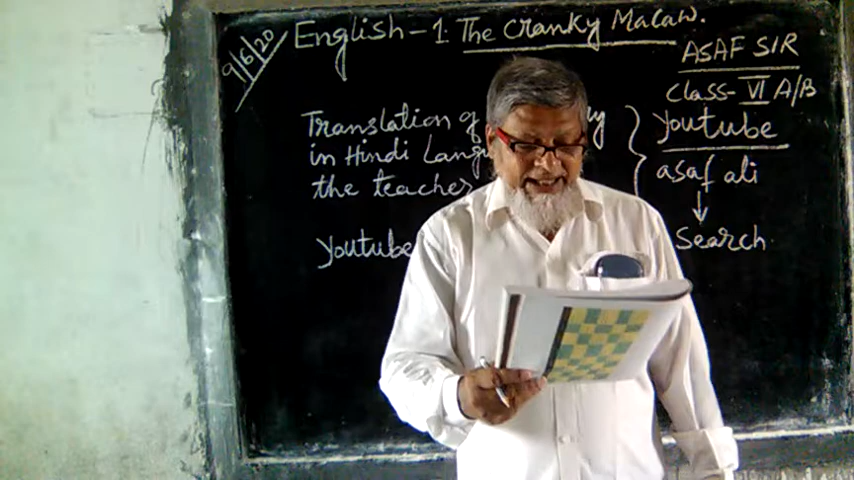 9/6/20
English - 1. The Cranky Macaw.
ASAF SIR
Class- VI A/B
Translation of
in Hindi
the teacher
youtube
youtube
asaf ali
↓
Search